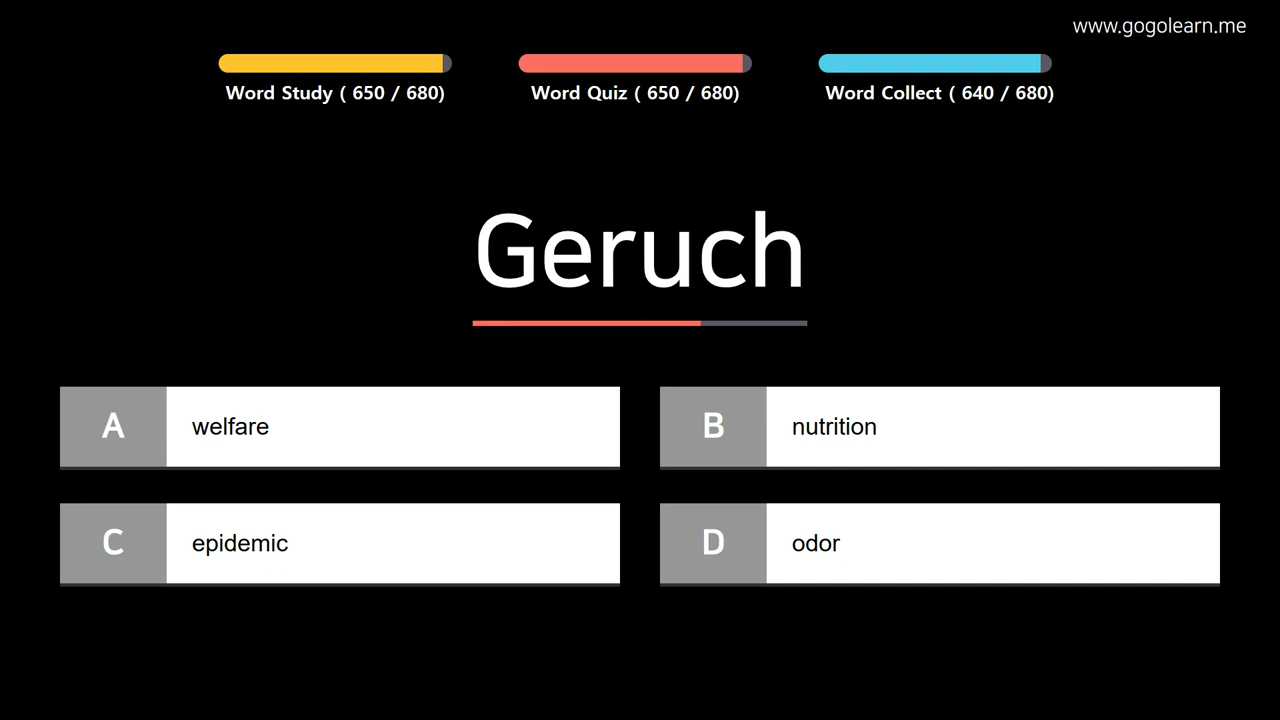 www.gogolearn.me
Word Study ( 650 / 680) Word Quiz ( 650 / 680) Word Collect ( 640 / 680)
Geruch
A welfare B nutrition
C epidemic D odor